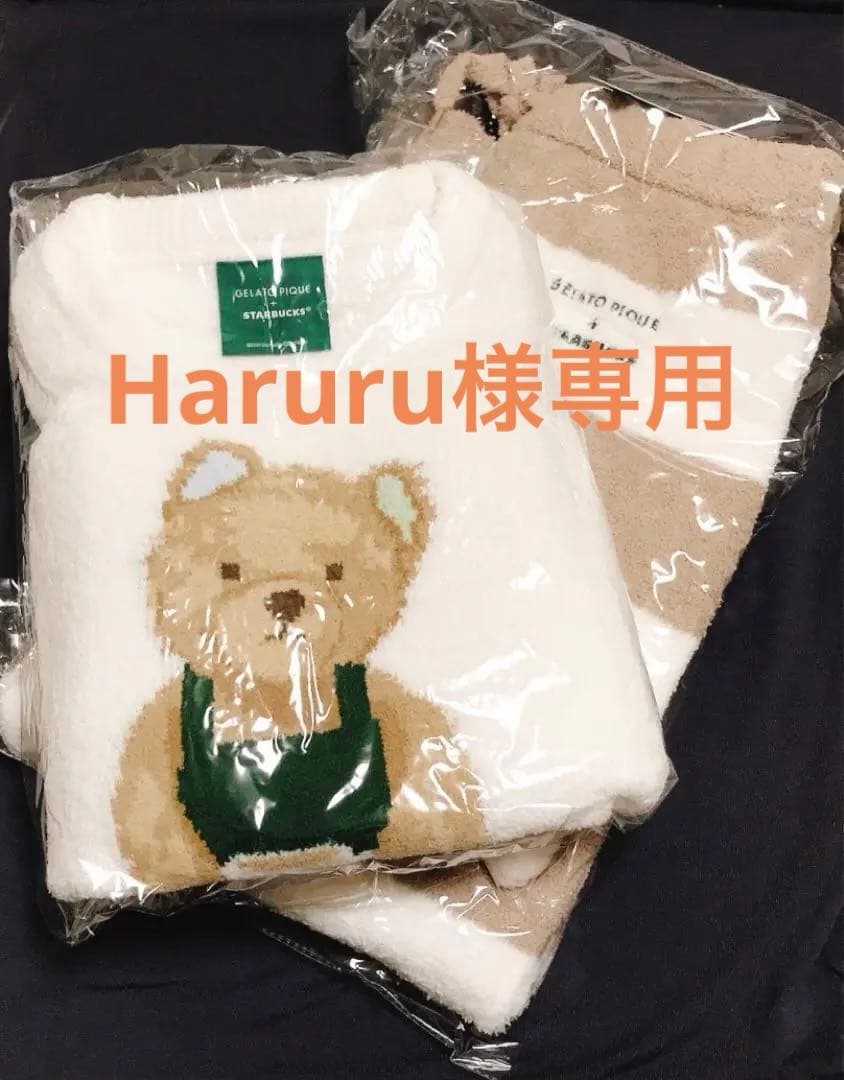 GELATO PIQUE
+
STARBUCKS®
GELATO PIQUE
+
Haruru様専用